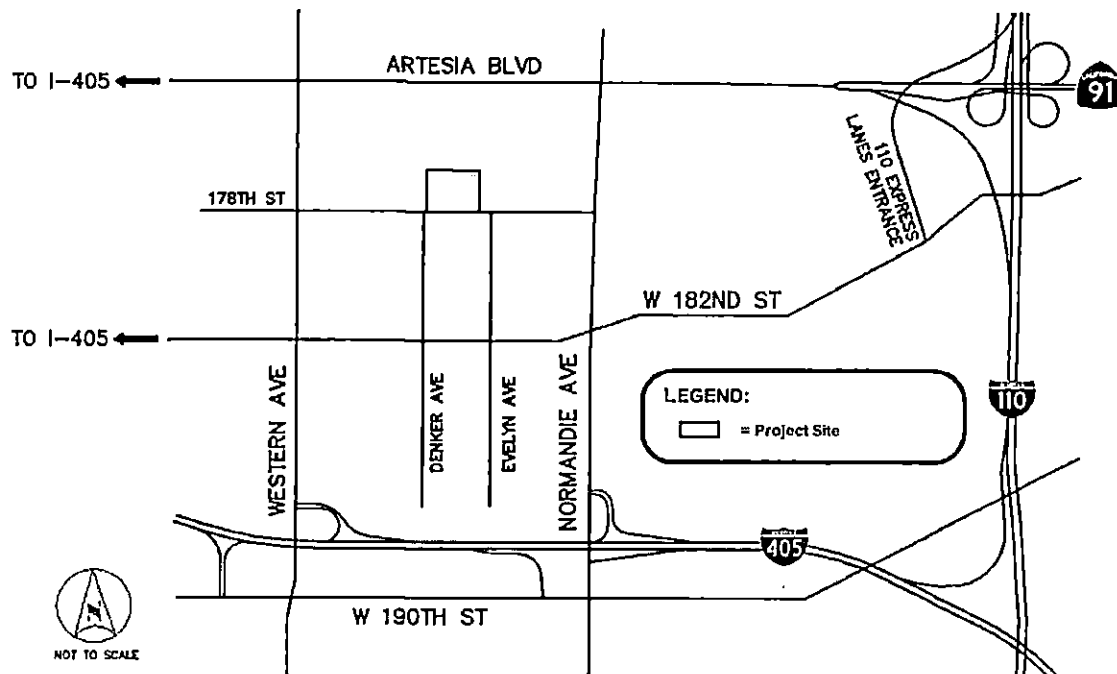 ARTESIA BLVD
TO I-405
91
110 EXPRESS
LANES ENTRANCE
178TH ST
W 182ND ST
TO I-405
WESTERN AVE
DENKER AVE
EVELYN AVE
NORMANDIE AVE
LEGEND:
= Project Site
110
405
W 190TH ST
NOT TO SCALE